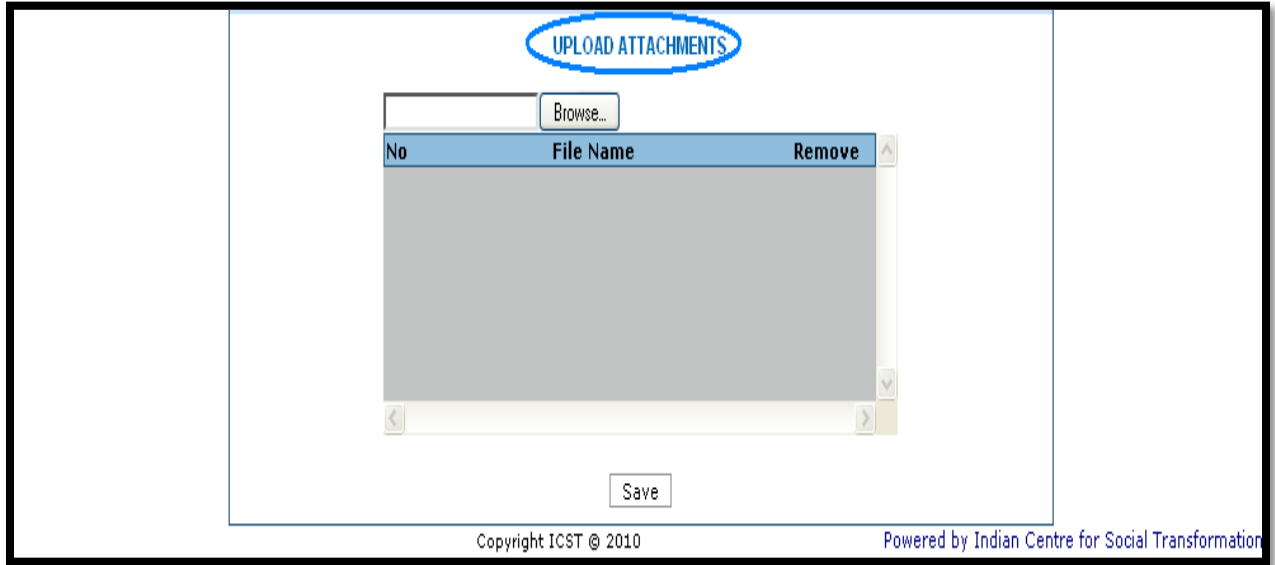 UPLOAD ATTACHMENTS
Browse...
No File Name Remove
Save
Copyright ICST © 2010 Powered by Indian Centre for Social Transformation